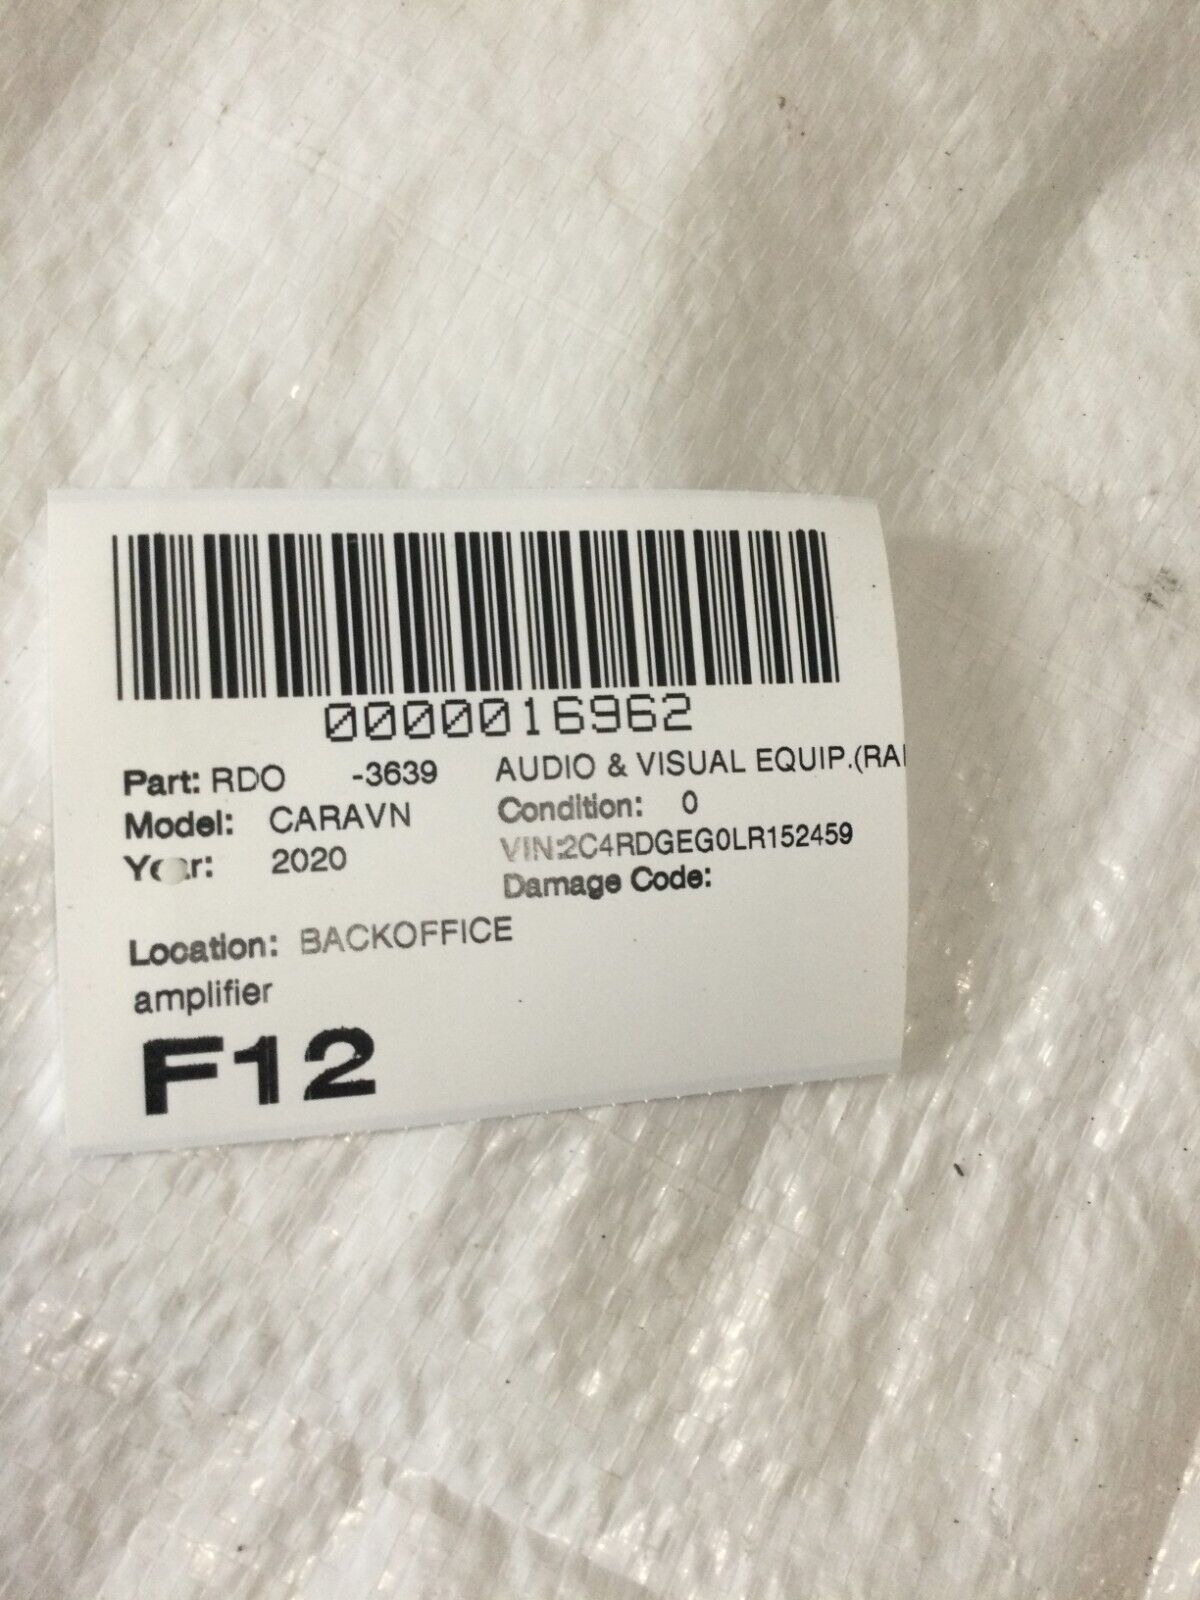 0000016962
Part: RDO -3639 AUDIO & VISUAL EQUIP.(RA
Model: CARAVN Condition: 0
Year: 2020 VIN:2C4RDGEG0LR152459
Damage Code:
Location: BACKOFFICE
amplifier
F12